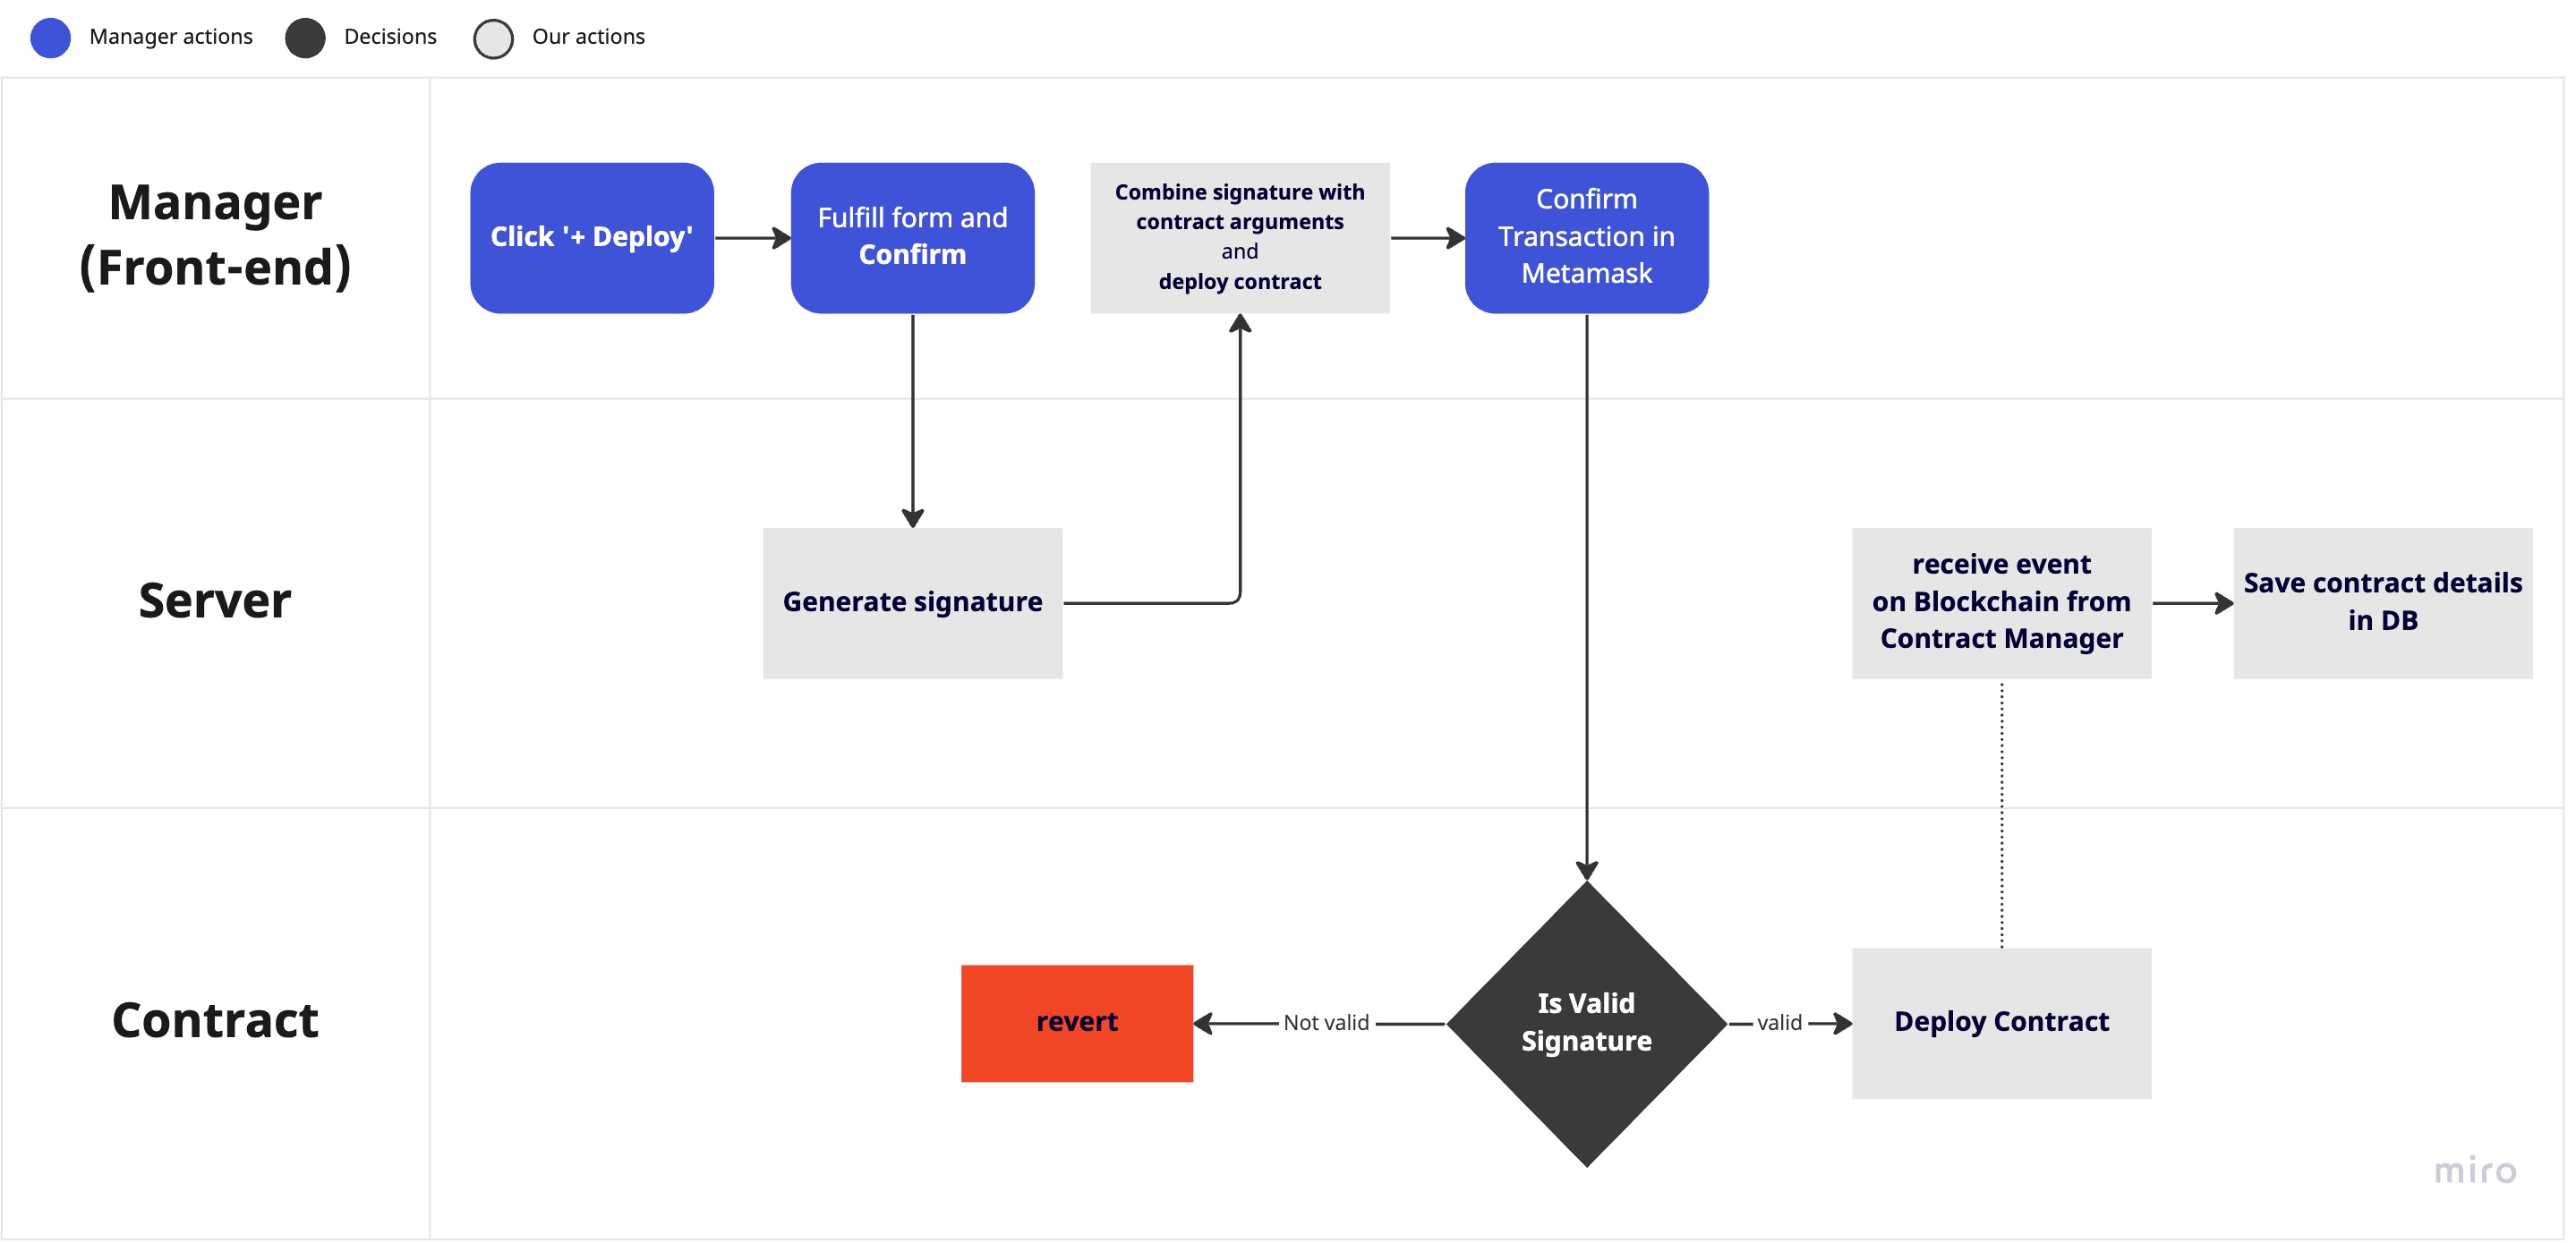 Manager actions
Decisions
Our actions
Manager
(Front-end)
Click '+ Deploy'
Fulfill form and
Confirm
Combine signature with
contract arguments
and
deploy contract
Confirm
Transaction in
Metamask
Server
Generate signature
receive event
on Blockchain from
Contract Manager
Save contract details
in DB
Contract
revert
Not valid
Is Valid
Signature
valid
Deploy Contract
miro